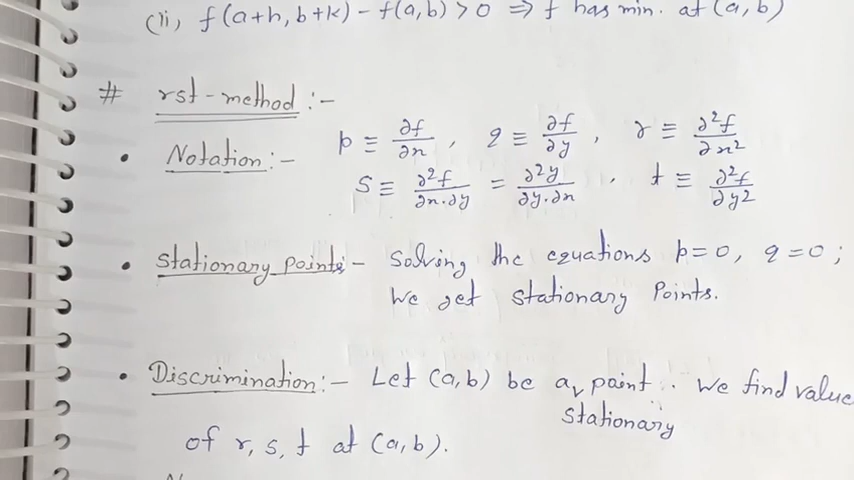 (ii) f(a+h, b+k) - f(a,b) > 0 ⇒ f has min. at (a,b)
# rst-method :-
• Notation :- p ≡ ∂f/∂x , q ≡ ∂f/∂y , r ≡ ∂²f/∂x²
S ≡ ∂²f/∂x.∂y = ∂²y/∂y.∂x , t ≡ ∂²f/∂y²
• Stationary points :- Solving the equations p=0, q=0 ;
We get stationary Points.
• Discrimination :- Let (a,b) be a stationary point. We find value
of r, s, t at (a,b).